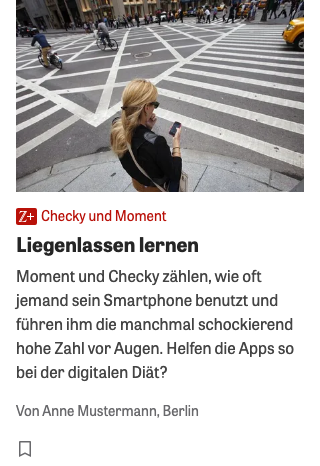 Z+ Checky und Moment
Liegenlassen lernen
Moment und Checky zählen, wie oft
jemand sein Smartphone benutzt und
führen ihm die manchmal schockierend
hohe Zahl vor Augen. Helfen die Apps so
bei der digitalen Diät?
Von Anne Mustermann, Berlin